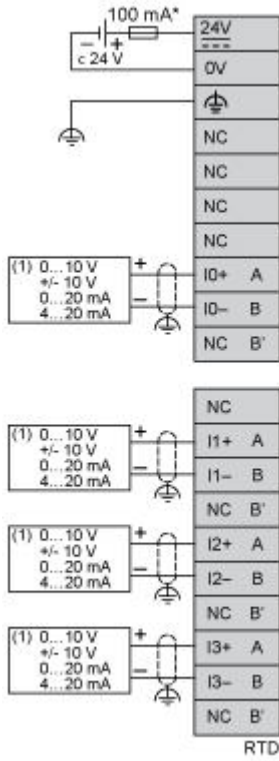 100 mA*
24V
− +
c 24 V
0V
NC
NC
NC
NC
(1) 0...10 V
+/- 10 V
0...20 mA
4...20 mA
+ I0+ A
− I0− B
NC B'
NC
(1) 0...10 V
+/- 10 V
0...20 mA
4...20 mA
+ I1+ A
− I1− B
NC B'
(1) 0...10 V
+/- 10 V
0...20 mA
4...20 mA
+ I2+ A
− I2− B
NC B'
(1) 0...10 V
+/- 10 V
0...20 mA
4...20 mA
+ I3+ A
− I3− B
NC B'
RTD